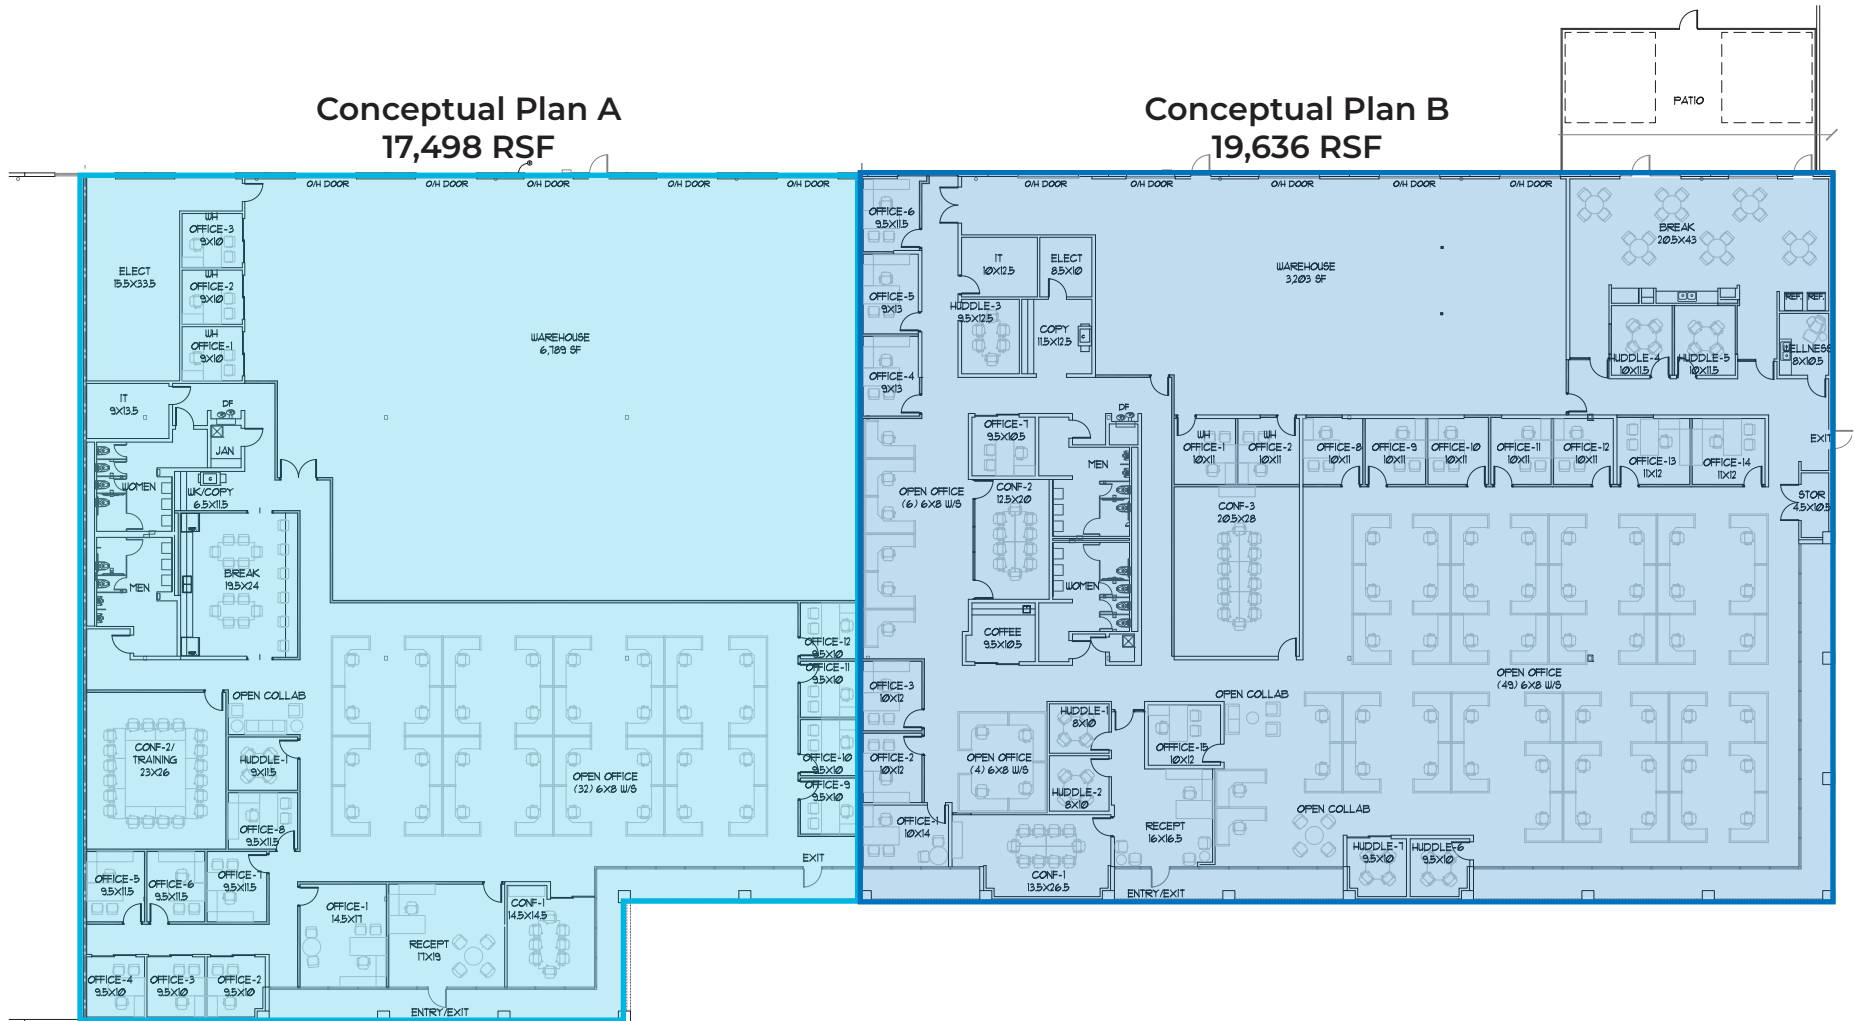 Conceptual Plan A
17,498 RSF
Conceptual Plan B
19,636 RSF
PATIO
O/H DOOR
O/H DOOR
O/H DOOR
O/H DOOR
O/H DOOR
ELECT
15.5X33.5
WH
OFFICE-3
9X10
WH
OFFICE-2
9X10
WH
OFFICE-1
9X10
WAREHOUSE
6,789 SF
IT
9X13.5
DF
JAN
WOMEN
WK/COPY
6.5X11.5
MEN
BREAK
19.5X24
OPEN COLLAB
CONF-2/
TRAINING
23X26
HUDDLE-1
9X11.5
OFFICE-8
9.5X11.5
OPEN OFFICE
(32) 6X8 W/S
OFFICE-12
9.5X10
OFFICE-11
9.5X10
OFFICE-10
9.5X10
OFFICE-9
9.5X10
EXIT
OFFICE-5
9.5X11.5
OFFICE-6
9.5X11.5
OFFICE-7
9.5X11.5
OFFICE-1
14.5X17
RECEPT
17X19
CONF-1
14.5X14.5
OFFICE-4
9.5X10
OFFICE-3
9.5X10
OFFICE-2
9.5X10
ENTRY/EXIT
O/H DOOR
O/H DOOR
O/H DOOR
O/H DOOR
O/H DOOR
OFFICE-6
9.5X11.5
OFFICE-5
9X13
OFFICE-4
9X13
IT
10X12.5
ELECT
8.5X10
HUDDLE-3
9.5X12.5
COPY
11.5X12.5
WAREHOUSE
3,203 SF
BREAK
20.5X43
REF.
REF.
HUDDLE-4
10X11.5
HUDDLE-5
10X11.5
WELLNESS
8X10.5
DF
OFFICE-7
9.5X10.5
MEN
WH
OFFICE-1
10X11
WH
OFFICE-2
10X11
OFFICE-8
10X11
OFFICE-9
10X11
OFFICE-10
10X11
OFFICE-11
10X11
OFFICE-12
10X11
OFFICE-13
11X12
OFFICE-14
11X12
EXIT
STOR
4.5X10.5
OPEN OFFICE
(6) 6X8 W/S
CONF-2
12.5X20
CONF-3
20.5X28
WOMEN
COFFEE
9.5X10.5
OPEN OFFICE
(49) 6X8 W/S
OFFICE-3
10X12
OPEN COLLAB
HUDDLE-1
8X10
OFFICE-2
10X12
OPEN OFFICE
(4) 6X8 W/S
OFFFICE-15
10X12
HUDDLE-2
8X10
OFFICE-1
10X14
RECEPT
16X16.5
OPEN COLLAB
CONF-1
13.5X26.5
ENTRY/EXIT
HUDDLE-7
9.5X10
HUDDLE-6
9.5X10